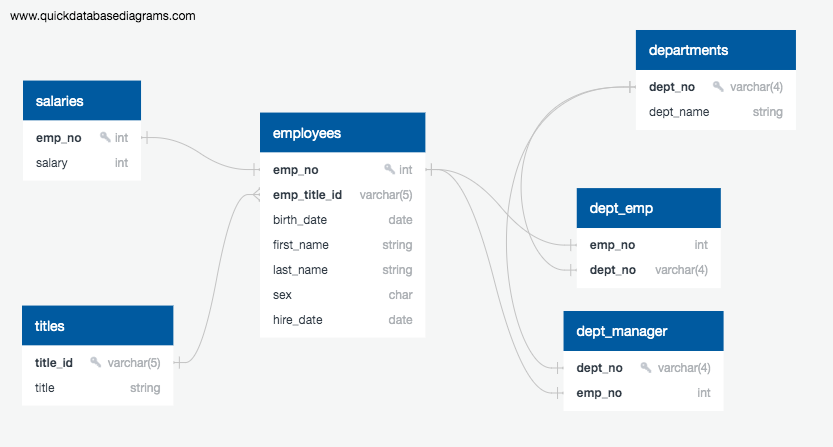 www.quickdatabasediagrams.com
salaries
emp_no int
salary int
titles
title_id varchar(5)
title string
employees
emp_no int
emp_title_id varchar(5)
birth_date date
first_name string
last_name string
sex char
hire_date date
departments
dept_no varchar(4)
dept_name string
dept_emp
emp_no int
dept_no varchar(4)
dept_manager
dept_no varchar(4)
emp_no int